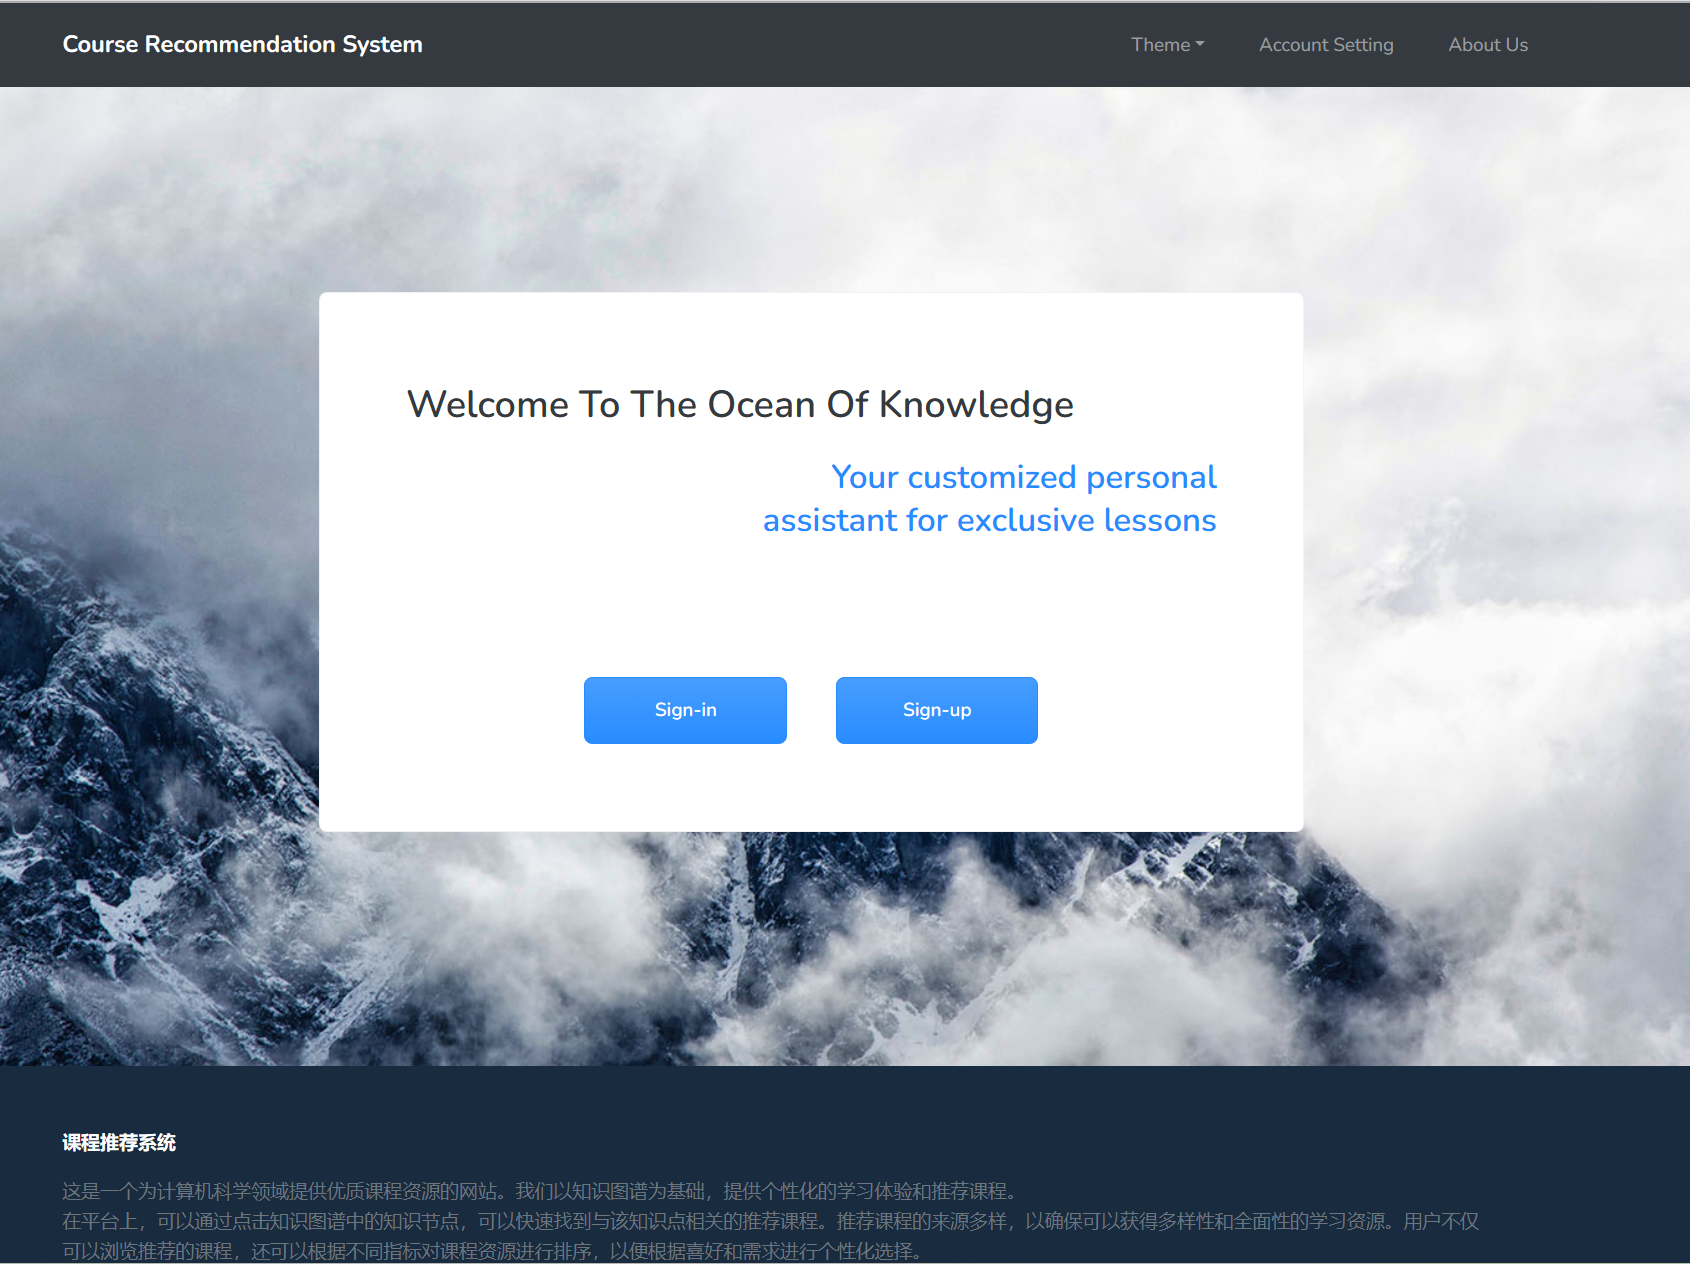 Course Recommendation System
Theme
Account Setting
About Us
Welcome To The Ocean Of Knowledge
Your customized personal
assistant for exclusive lessons
Sign-in
Sign-up
课程推荐系统
这是一个为计算机科学领域提供优质课程资源的网站。我们以知识图谱为基础，提供个性化的学习体验和推荐课程。
在平台上，可以通过点击知识图谱中的知识节点，可以快速找到与该知识点相关的推荐课程。推荐课程的来源多样，以确保可以获得多样性和全面性的学习资源。用户不仅
可以浏览推荐的课程，还可以根据不同指标对课程资源进行排序，以便根据喜好和需求进行个性化选择。